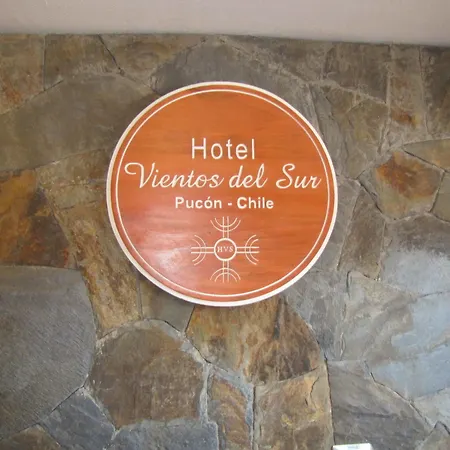 Hotel
Vientos del Sur
Pucón - Chile
HVS